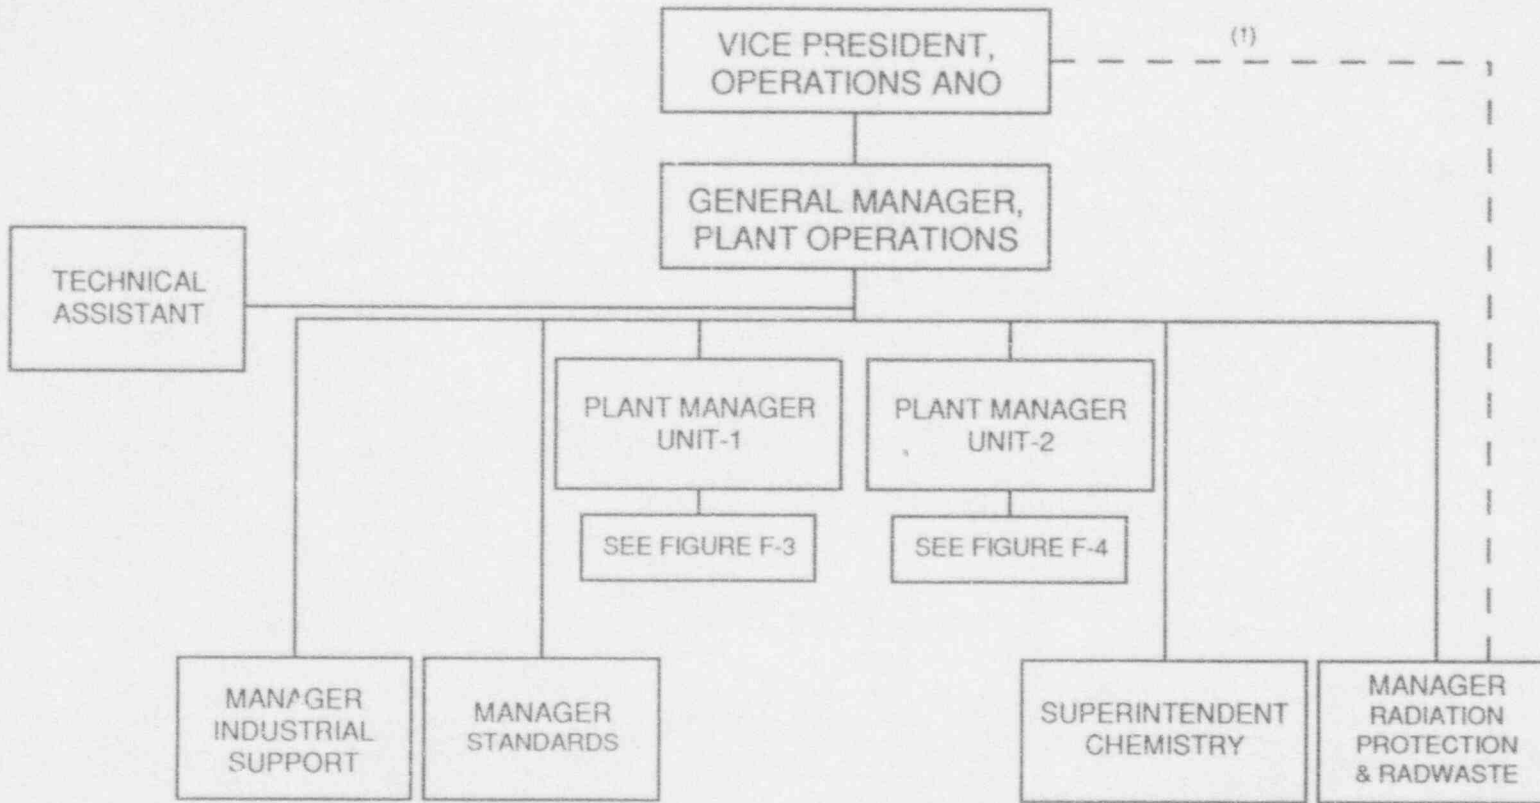 VICE PRESIDENT,
OPERATIONS ANO
(1)
GENERAL MANAGER,
PLANT OPERATIONS
TECHNICAL
ASSISTANT
PLANT MANAGER
UNIT-1
PLANT MANAGER
UNIT-2
SEE FIGURE F-3
SEE FIGURE F-4
MANAGER
INDUSTRIAL
SUPPORT
MANAGER
STANDARDS
SUPERINTENDENT
CHEMISTRY
MANAGER
RADIATION
PROTECTION
& RADWASTE